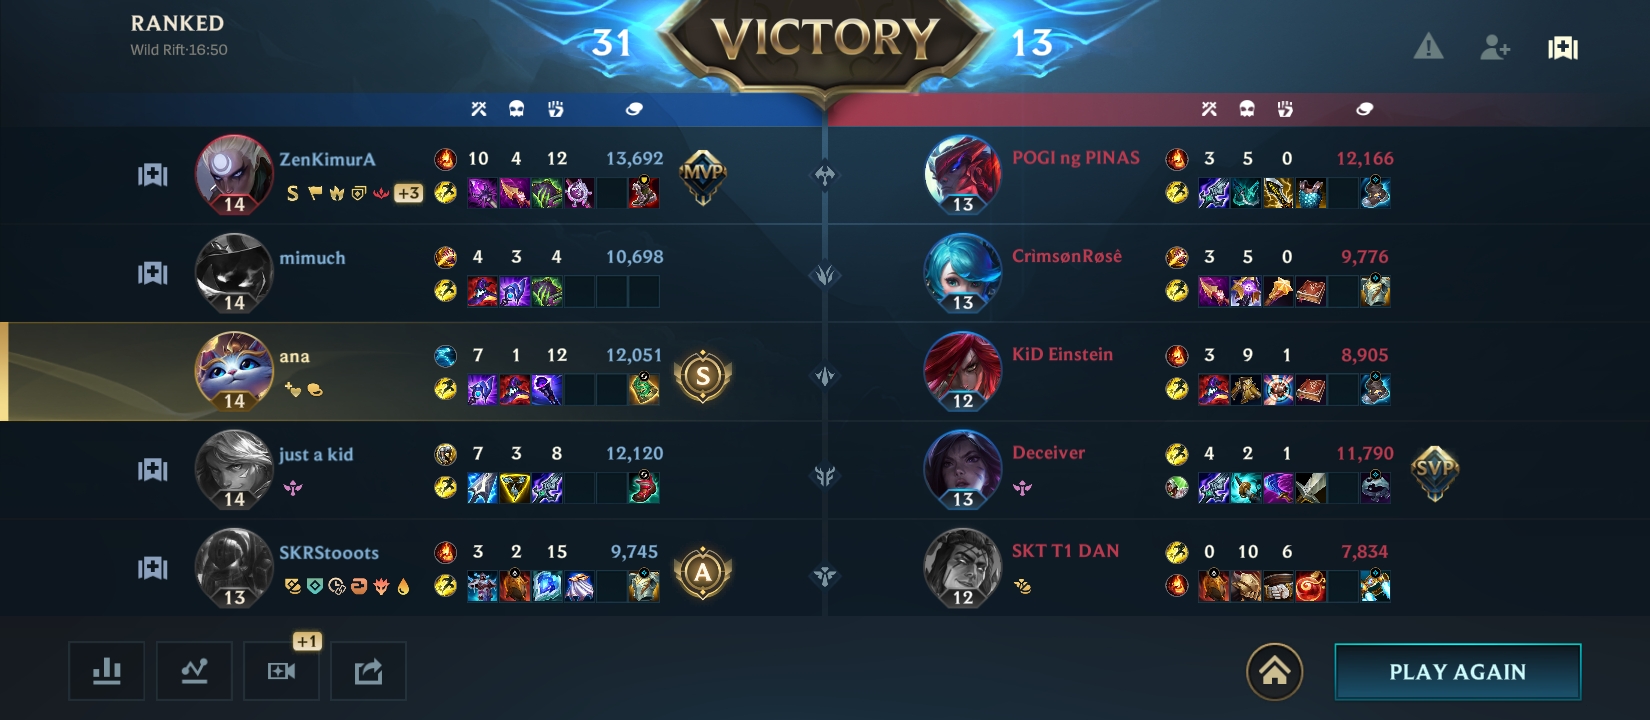 RANKED
Wild Rift·16:50
31 VICTORY 13
ZenKimurA +3 14 10 4 12 13,692 MVP
POGI ng PINAS 13 3 5 0 12,166
mimuch 14 4 3 4 10,698
CrimsønRøsê 13 3 5 0 9,776
ana 14 7 1 12 12,051 S
KiD Einstein 12 3 9 1 8,905
just a kid 14 7 3 8 12,120
Deceiver 13 4 2 1 11,790 SVP
SKRStooots 13 3 2 15 9,745 A
SKT T1 DAN 12 0 10 6 7,834
+1
PLAY AGAIN